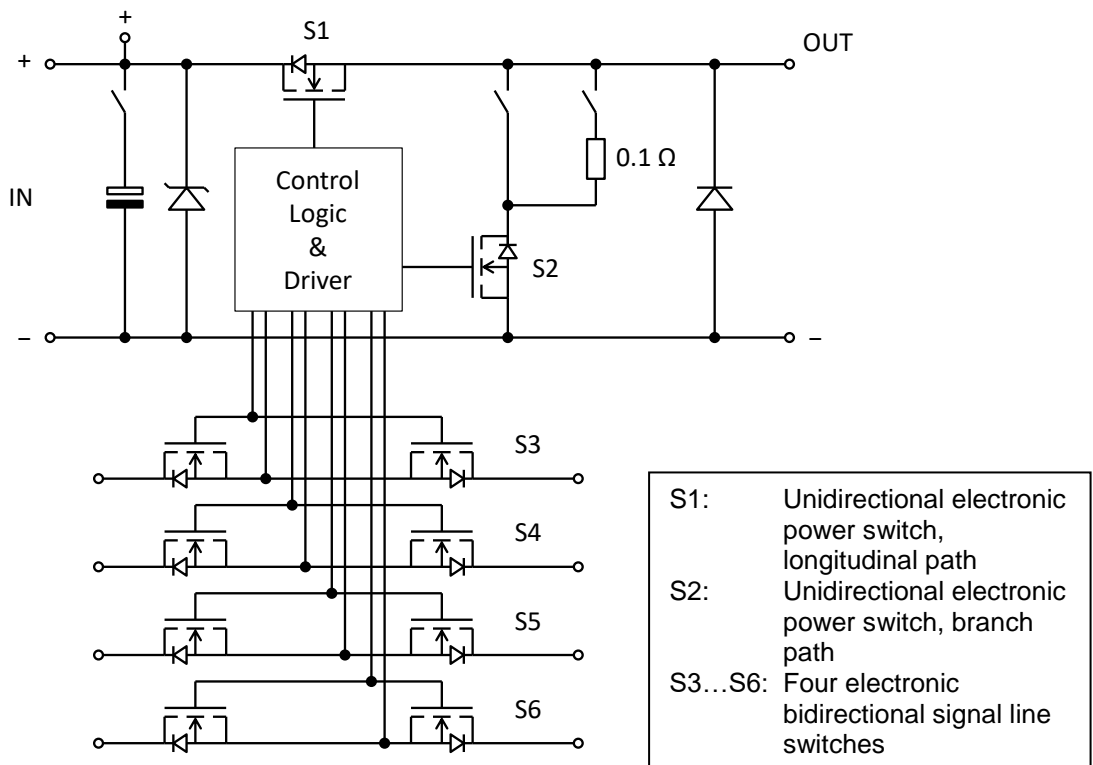 +
S1
OUT
+
0.1 Ω
IN
Control
Logic
&
Driver
S2
–
–
S3
S4
S5
S6
S1: Unidirectional electronic
power switch,
longitudinal path
S2: Unidirectional electronic
power switch, branch
path
S3…S6: Four electronic
bidirectional signal line
switches